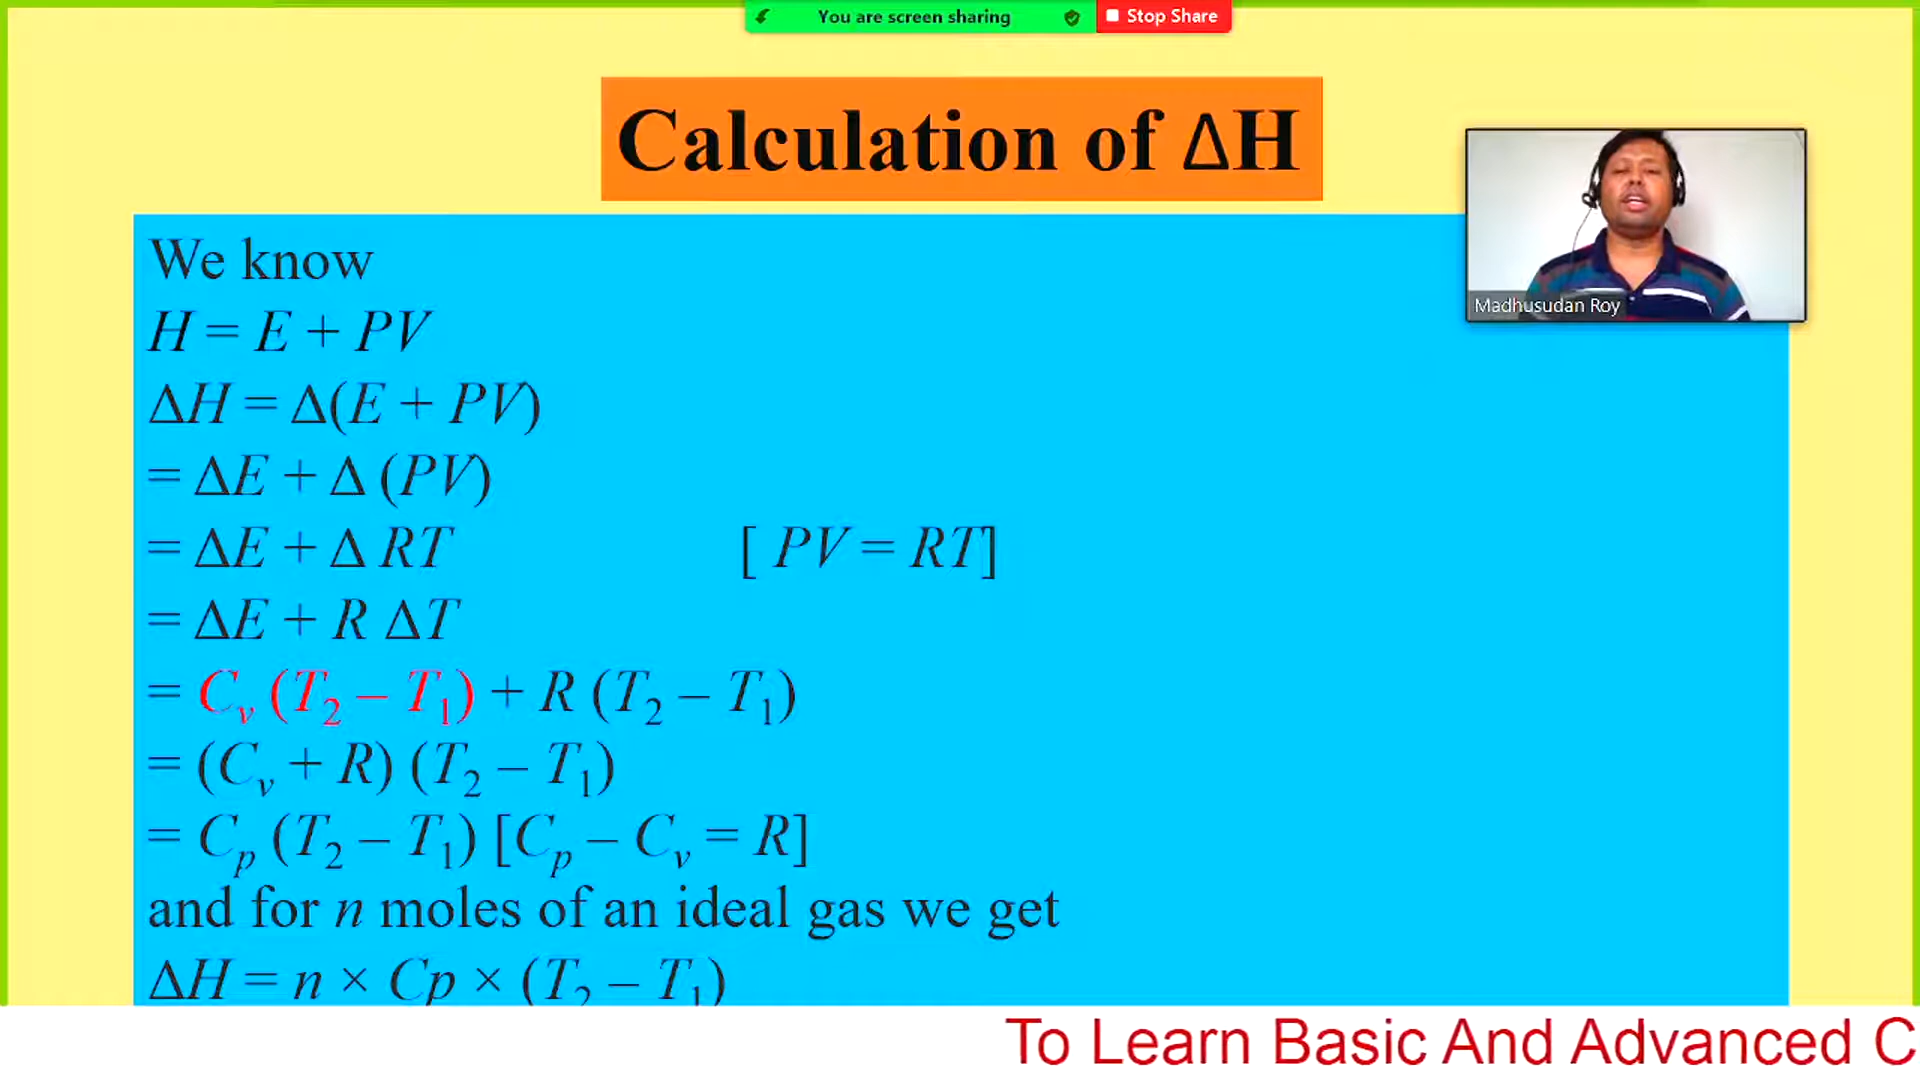 You are screen sharing
Stop Share
Calculation of ΔH
Madhusudan Roy
We know
H = E + PV
ΔH = Δ(E + PV)
= ΔE + Δ (PV)
= ΔE + Δ RT [ PV = RT]
= ΔE + R ΔT
= Cᵥ (T₂ – T₁) + R (T₂ – T₁)
= (Cᵥ + R) (T₂ – T₁)
= Cₚ (T₂ – T₁) [Cₚ – Cᵥ = R]
and for n moles of an ideal gas we get
ΔH = n × Cp × (T₂ – T₁)
To Learn Basic And Advanced C